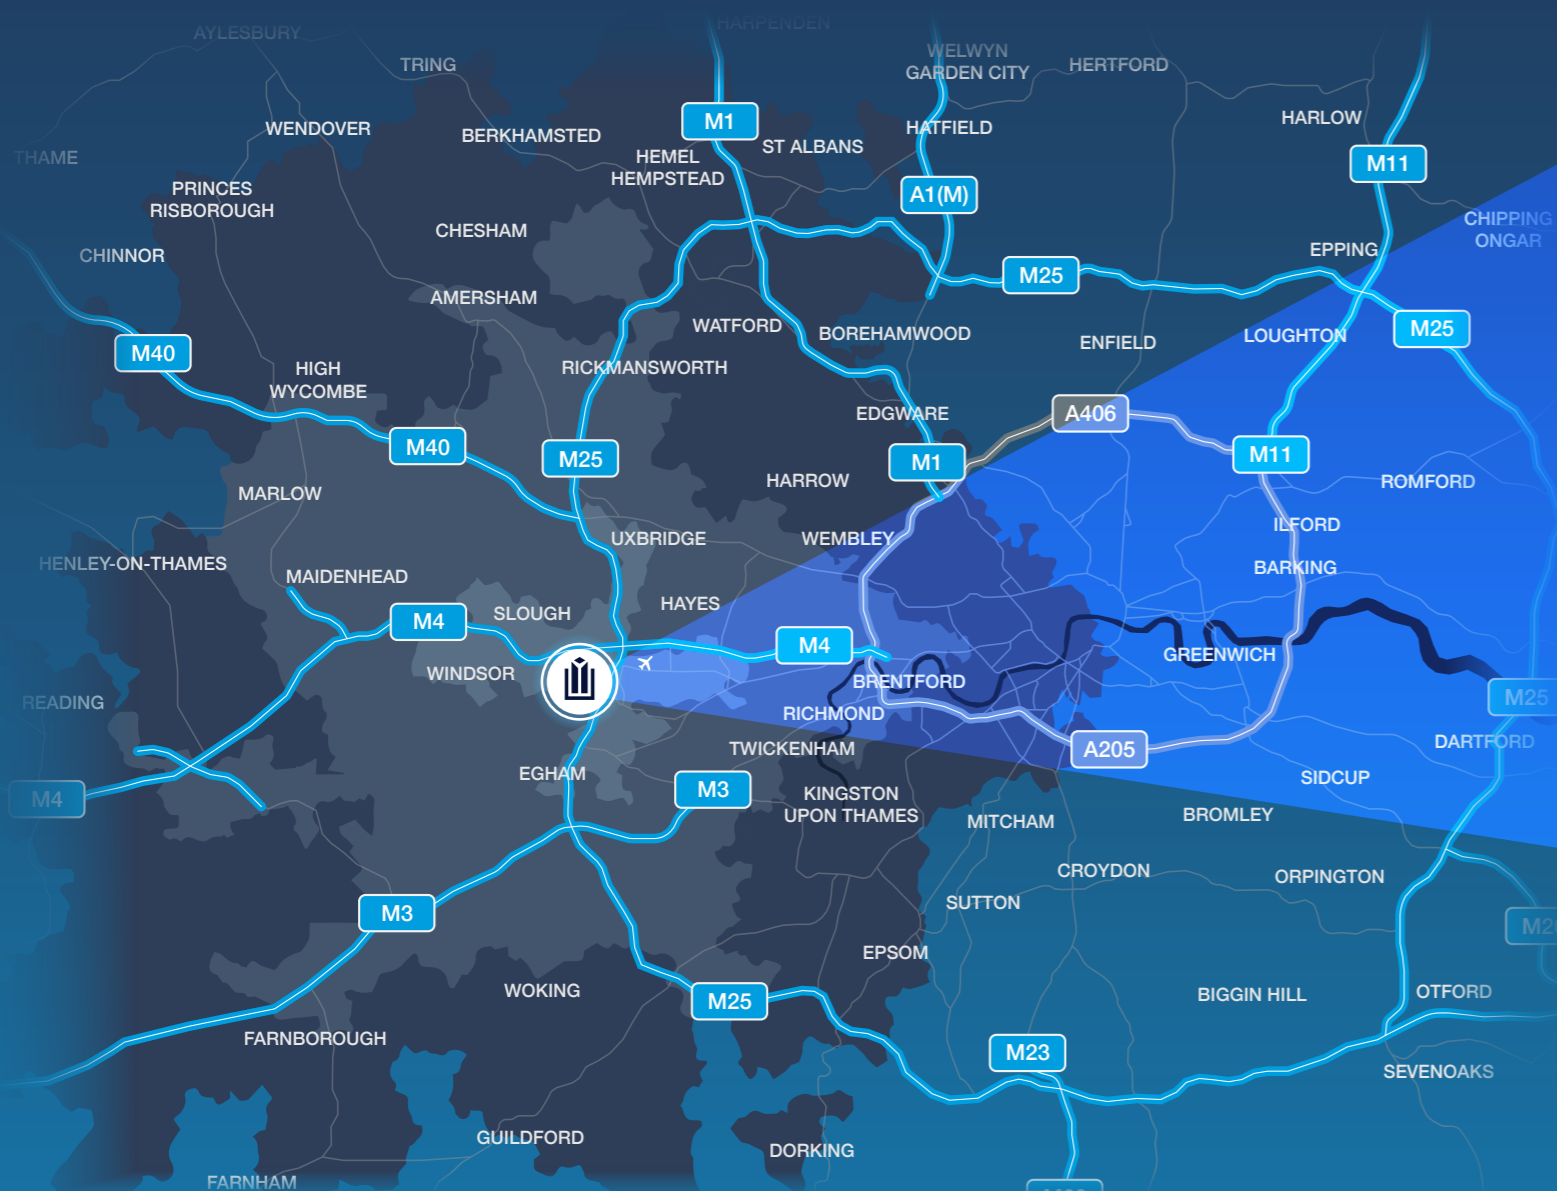 HARPENDEN
AYLESBURY
WELWYN
GARDEN CITY
TRING
HERTFORD
M1
HARLOW
WENDOVER
BERKHAMSTED
HATFIELD
ST ALBANS
HEMEL
HEMPSTEAD
THAME
M11
PRINCES
RISBOROUGH
A1(M)
CHIPPING
ONGAR
CHESHAM
EPPING
CHINNOR
M25
AMERSHAM
WATFORD
BOREHAMWOOD
M25
LOUGHTON
ENFIELD
M40
HIGH
WYCOMBE
RICKMANSWORTH
EDGWARE
A406
M40
M25
M1
M11
HARROW
ROMFORD
MARLOW
ILFORD
UXBRIDGE
WEMBLEY
HENLEY-ON-THAMES
BARKING
MAIDENHEAD
HAYES
SLOUGH
M4
M4
GREENWICH
WINDSOR
BRENTFORD
READING
M25
RICHMOND
TWICKENHAM
A205
DARTFORD
EGHAM
SIDCUP
M4
M3
KINGSTON
UPON THAMES
MITCHAM
BROMLEY
CROYDON
ORPINGTON
SUTTON
M3
EPSOM
WOKING
M25
BIGGIN HILL
OTFORD
FARNBOROUGH
M23
SEVENOAKS
GUILDFORD
DORKING
FARNHAM